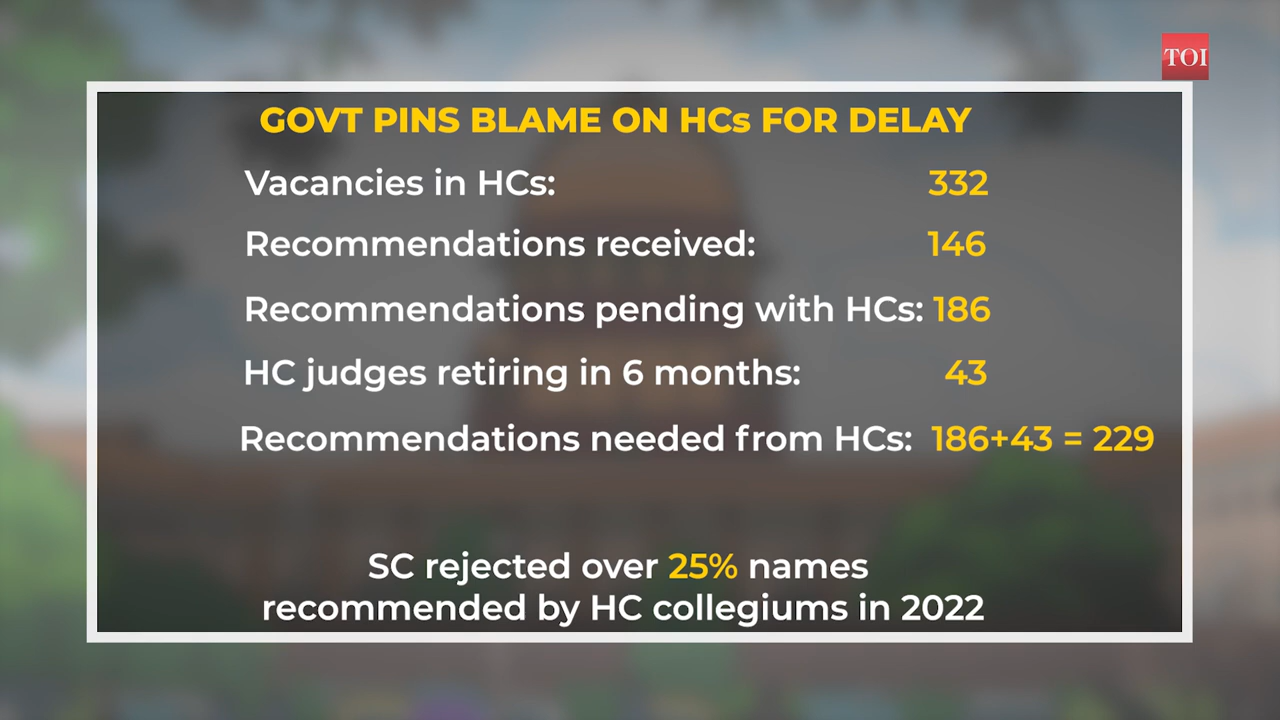 TOI
GOVT PINS BLAME ON HCs FOR DELAY
Vacancies in HCs: 332
Recommendations received: 146
Recommendations pending with HCs: 186
HC judges retiring in 6 months: 43
Recommendations needed from HCs: 186+43 = 229
SC rejected over 25% names
recommended by HC collegiums in 2022